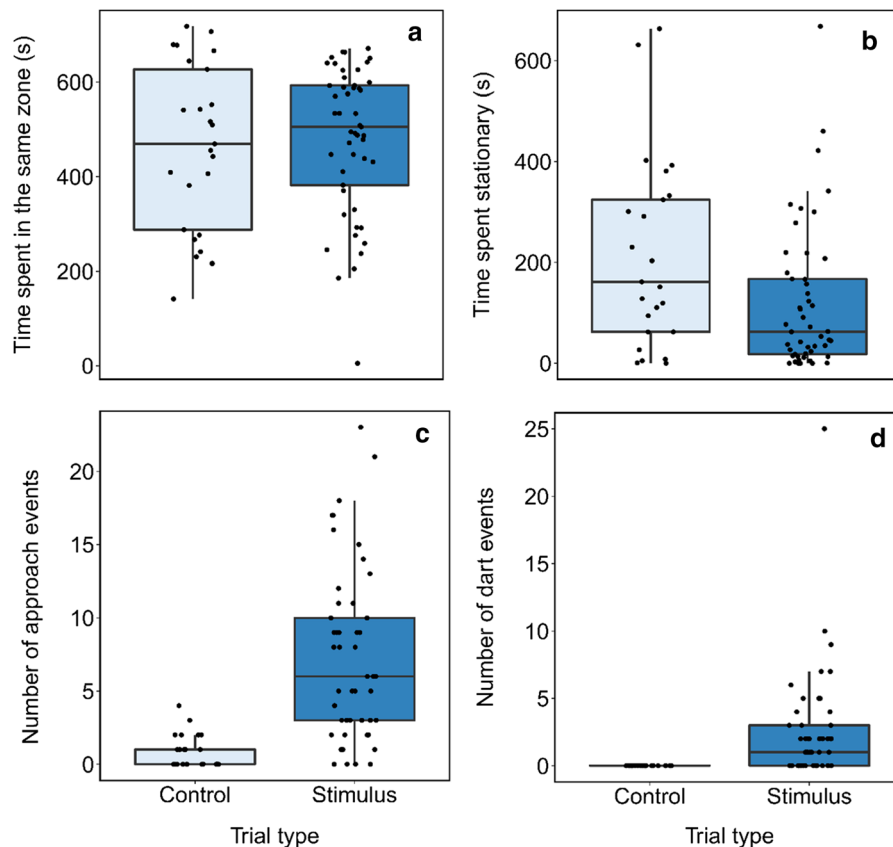 a
Time spent in the same zone (s)
600
400
200
0
b
Time spent stationary (s)
600
400
200
0
c
Number of approach events
20
15
10
5
0
Control
Stimulus
Trial type
d
Number of dart events
25
20
15
10
5
0
Control
Stimulus
Trial type